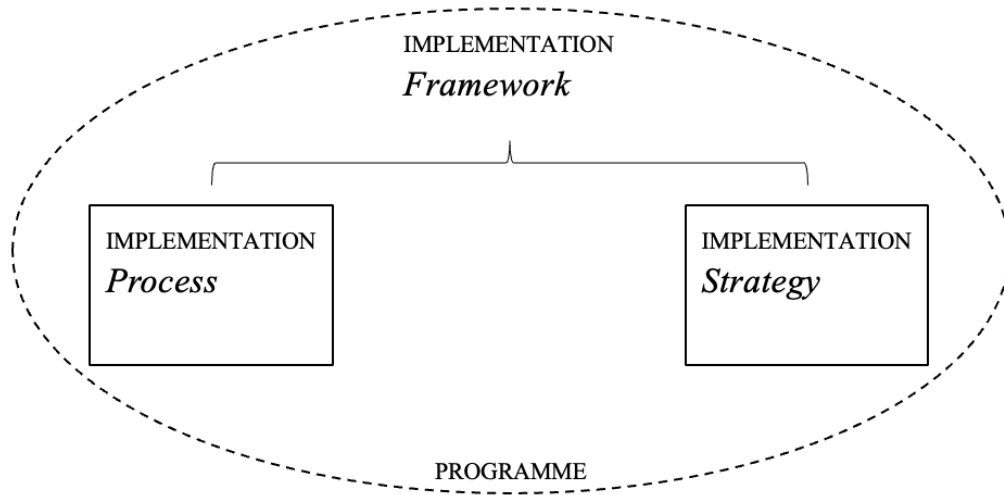 IMPLEMENTATION
Framework
IMPLEMENTATION
Process
IMPLEMENTATION
Strategy
PROGRAMME